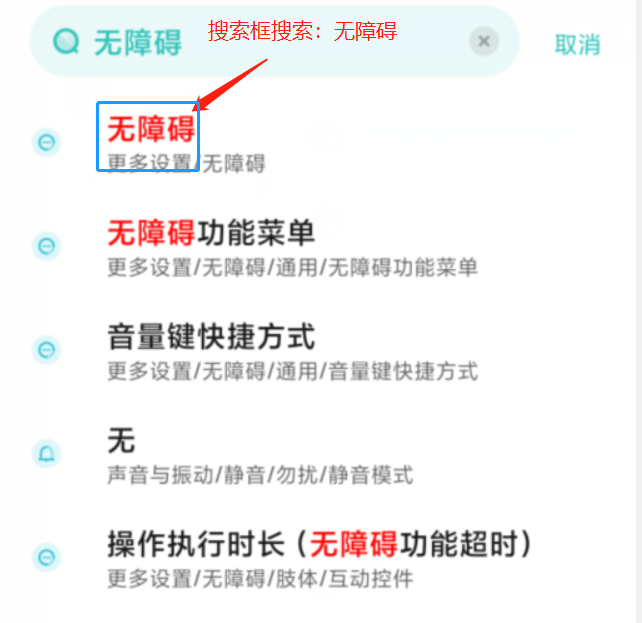 无障碍
搜索框搜索：无障碍
取消
无障碍
更多设置/无障碍
无障碍功能菜单
更多设置/无障碍/通用/无障碍功能菜单
音量键快捷方式
更多设置/无障碍/通用/音量键快捷方式
无
声音与振动/静音/勿扰/静音模式
操作执行时长（无障碍功能超时）
更多设置/无障碍/肢体/互动控件